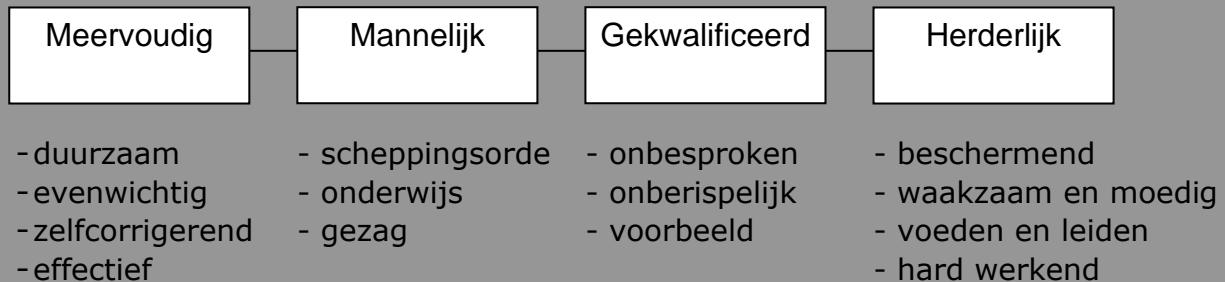 Meervoudig
Mannelijk
Gekwalificeerd
Herderlijk
-duurzaam
-evenwichtig
-zelfcorrigerend
-effectief
- scheppingsorde
- onderwijs
- gezag
- onbesproken
- onberispelijk
- voorbeeld
- beschermend
- waakzaam en moedig
- voeden en leiden
- hard werkend